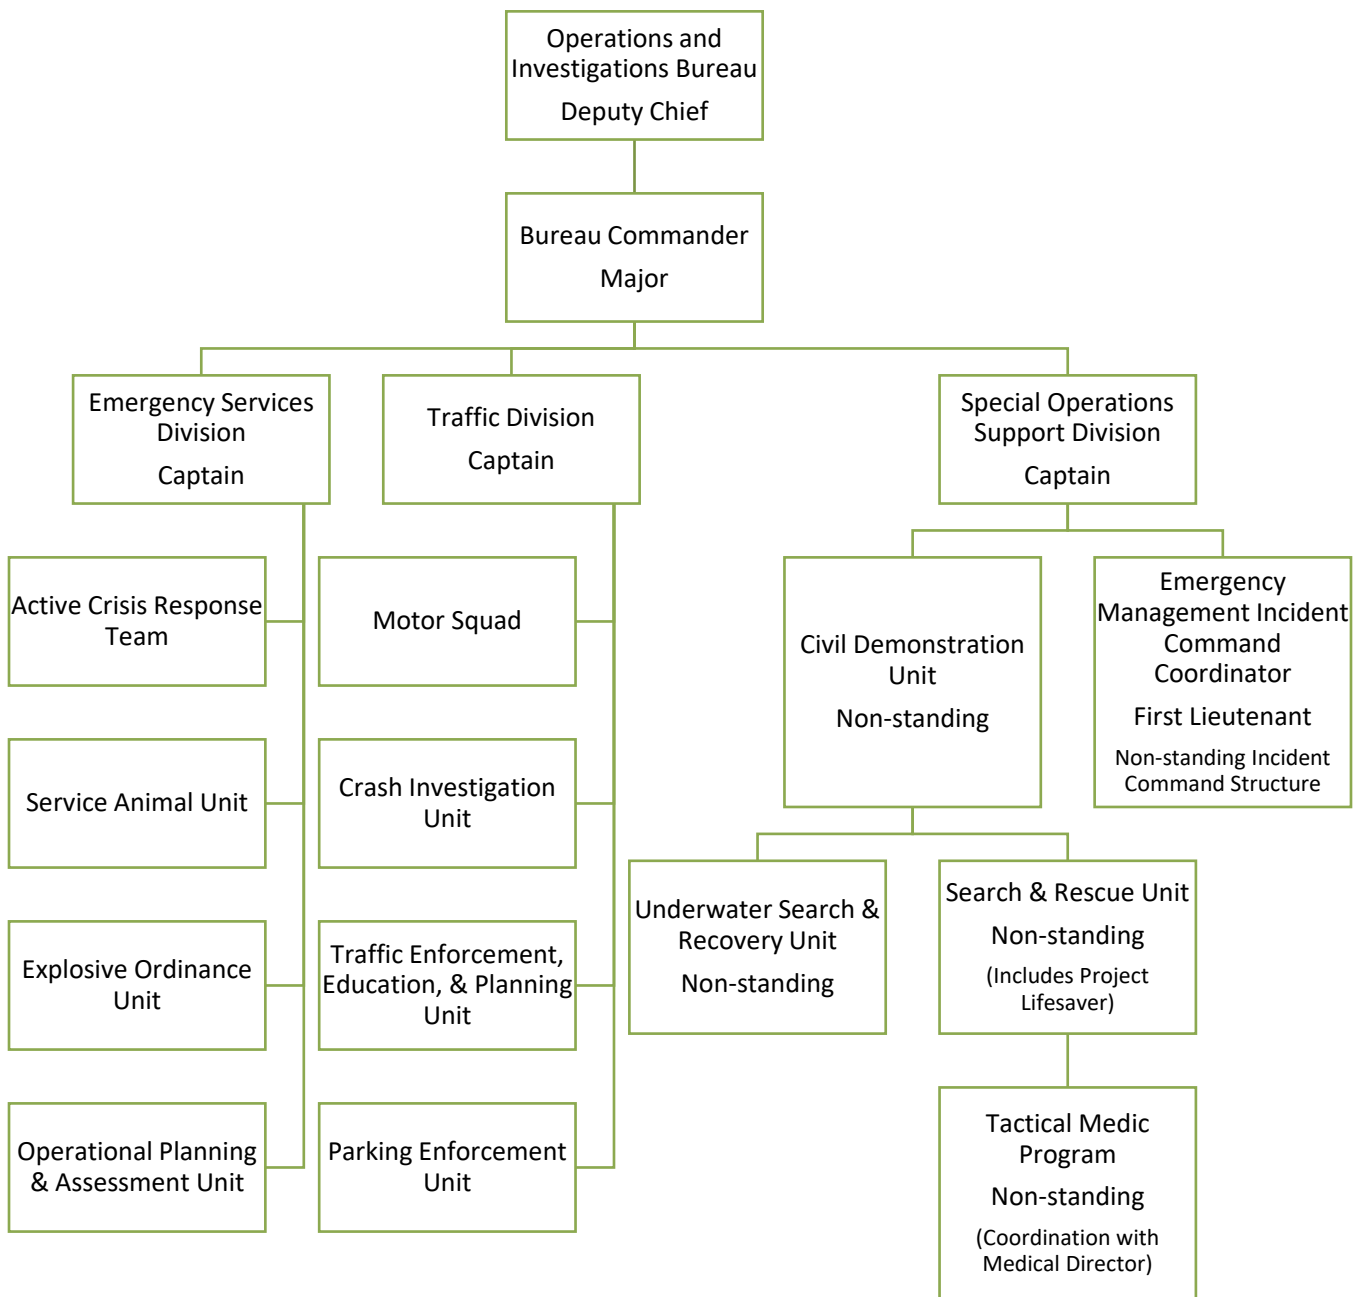 Operations and
Investigations Bureau
Deputy Chief
Bureau Commander
Major
Emergency Services
Division
Captain
Traffic Division
Captain
Special Operations
Support Division
Captain
Active Crisis Response
Team
Motor Squad
Civil Demonstration
Unit
Non-standing
Emergency
Management Incident
Command
Coordinator
First Lieutenant
Non-standing Incident
Command Structure
Service Animal Unit
Crash Investigation
Unit
Underwater Search &
Recovery Unit
Non-standing
Search & Rescue Unit
Non-standing
(Includes Project
Lifesaver)
Explosive Ordinance
Unit
Traffic Enforcement,
Education, & Planning
Unit
Operational Planning
& Assessment Unit
Parking Enforcement
Unit
Tactical Medic
Program
Non-standing
(Coordination with
Medical Director)